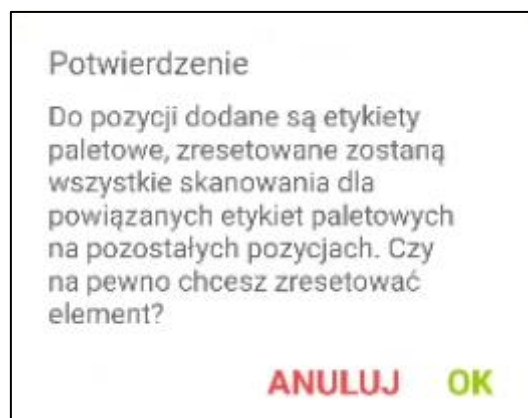 Potwierdzenie
Do pozycji dodane są etykiety
paletowe, zresetowane zostaną
wszystkie skanowania dla
powiązanych etykiet paletowych
na pozostałych pozycjach. Czy
na pewno chcesz zresetować
element?
ANULUJ OK